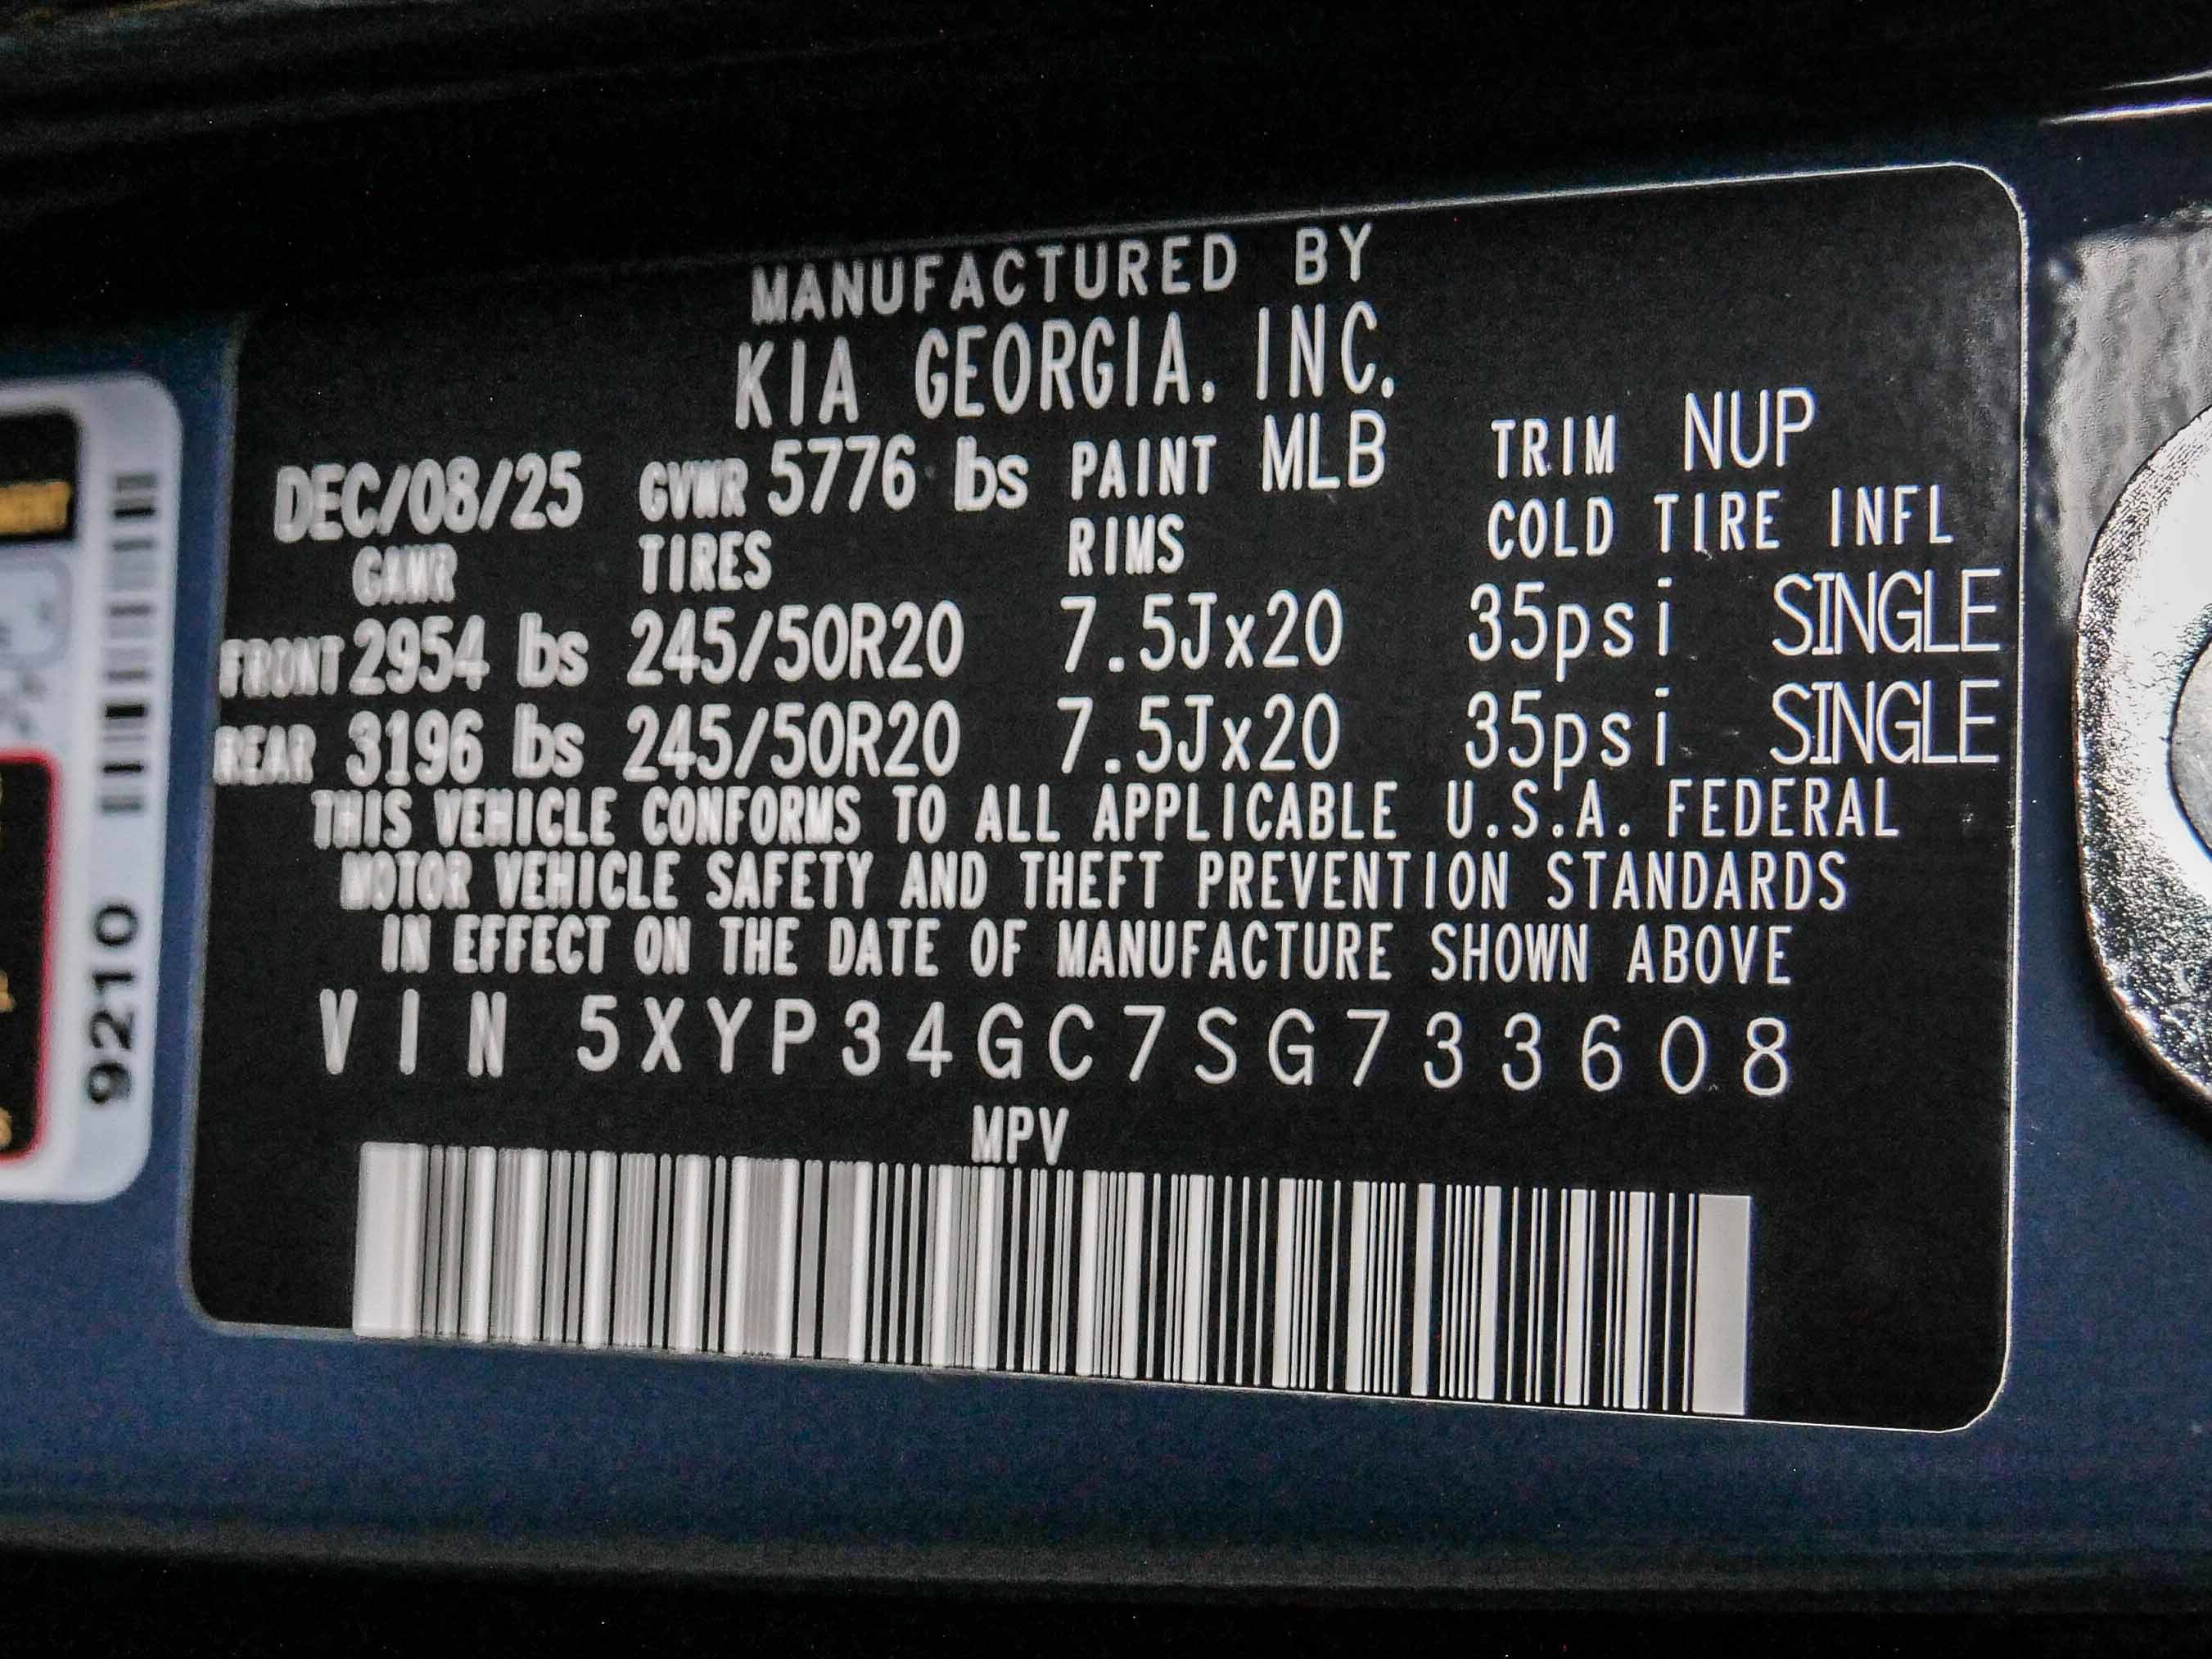 MANUFACTURED BY
KIA GEORGIA, INC.
DEC/08/25 GVWR 5776 lbs PAINT MLB TRIM NUP
GAWR TIRES RIMS COLD TIRE INFL
FRONT 2954 lbs 245/50R20 7.5Jx20 35psi SINGLE
REAR 3196 lbs 245/50R20 7.5Jx20 35psi SINGLE
THIS VEHICLE CONFORMS TO ALL APPLICABLE U.S.A. FEDERAL
MOTOR VEHICLE SAFETY AND THEFT PREVENTION STANDARDS
IN EFFECT ON THE DATE OF MANUFACTURE SHOWN ABOVE
VIN 5XYP34GC7SG733608
MPV
9210